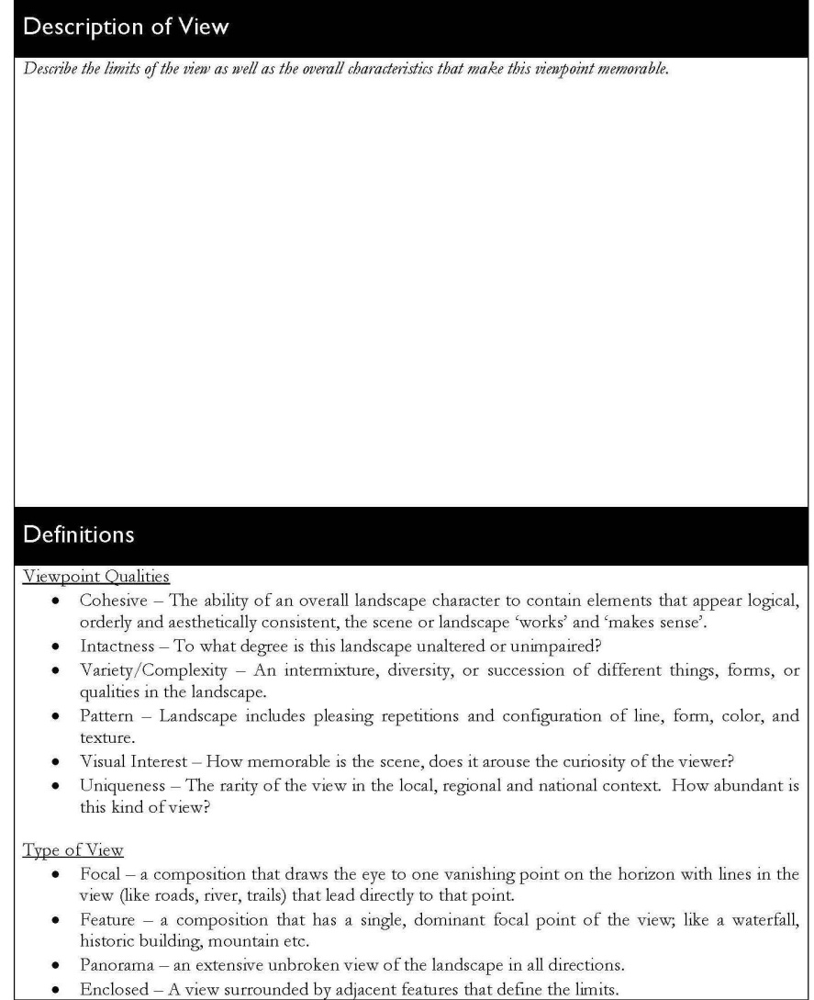 Description of View
Describe the limits of the view as well as the overall characteristics that make this viewpoint memorable.
Definitions
Viewpoint Qualities
• Cohesive – The ability of an overall landscape character to contain elements that appear logical,
orderly and aesthetically consistent, the scene or landscape ‘works’ and ‘makes sense’.
• Intactness – To what degree is this landscape unaltered or unimpaired?
• Variety/Complexity – An intermixture, diversity, or succession of different things, forms, or
qualities in the landscape.
• Pattern – Landscape includes pleasing repetitions and configuration of line, form, color, and
texture.
• Visual Interest – How memorable is the scene, does it arouse the curiosity of the viewer?
• Uniqueness – The rarity of the view in the local, regional and national context.  How abundant is
this kind of view?
Type of View
• Focal – a composition that draws the eye to one vanishing point on the horizon with lines in the
view (like roads, river, trails) that lead directly to that point.
• Feature – a composition that has a single, dominant focal point of the view; like a waterfall,
historic building, mountain etc.
• Panorama – an extensive unbroken view of the landscape in all directions.
• Enclosed – A view surrounded by adjacent features that define the limits.